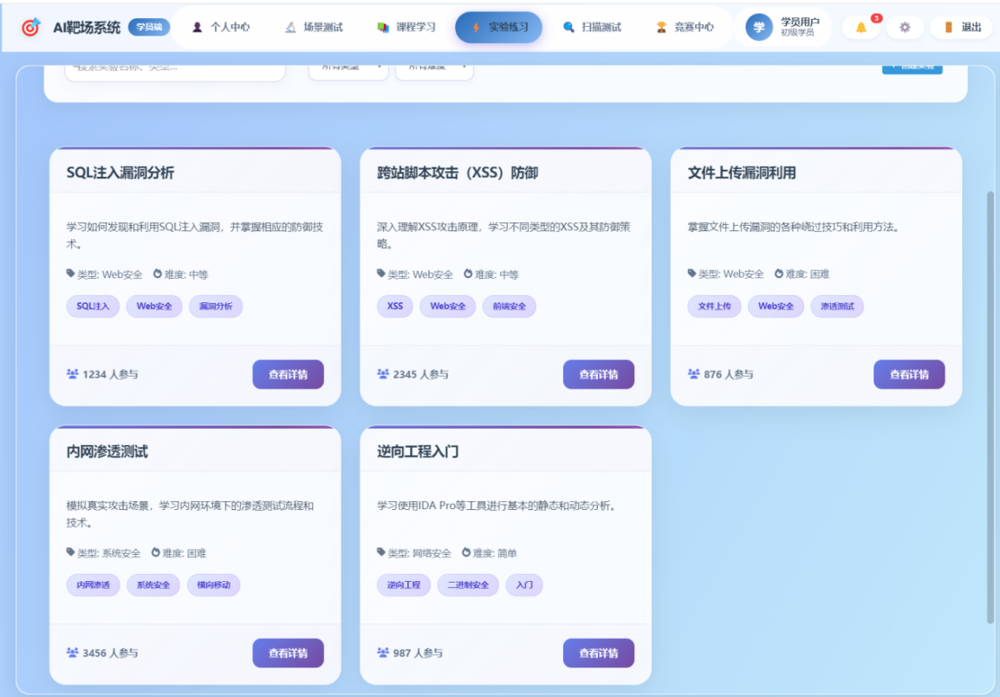 AI靶场系统 学员端 个人中心 场景测试 课程学习 实验练习 扫描测试 竞赛中心 学 学员用户 3 退出
初级学员
搜索实验名称、类型... 所有类型 所有难度
SQL注入漏洞分析
学习如何发现和利用SQL注入漏洞，并掌握相应的防御技
术。
类型: Web安全 难度: 中等
SQL注入 Web安全 漏洞分析
1234 人参与 查看详情
跨站脚本攻击（XSS）防御
深入理解XSS攻击原理，学习不同类型的XSS及其防御策
略。
类型: Web安全 难度: 中等
XSS Web安全 前端安全
2345 人参与 查看详情
文件上传漏洞利用
掌握文件上传漏洞的各种绕过技巧和利用方法。
类型: Web安全 难度: 困难
文件上传 Web安全 渗透测试
876 人参与 查看详情
内网渗透测试
模拟真实攻击场景，学习内网环境下的渗透测试流程和
技术。
类型: 系统安全 难度: 困难
内网渗透 系统安全 横向移动
3456 人参与 查看详情
逆向工程入门
学习使用IDA Pro等工具进行基本的静态和动态分析。
类型: 网络安全 难度: 简单
逆向工程 二进制安全 入门
987 人参与 查看详情